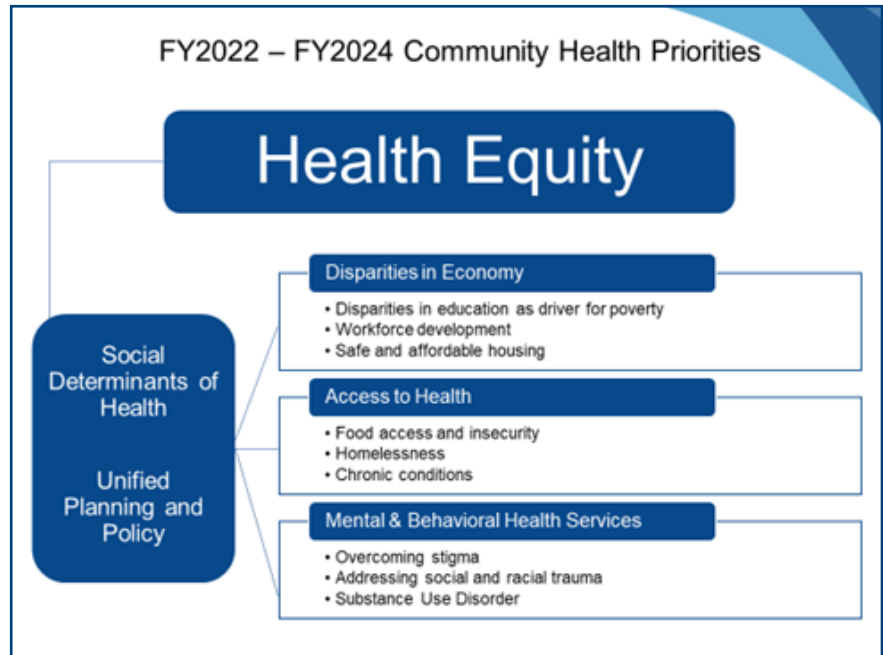 FY2022 – FY2024 Community Health Priorities
Health Equity
Social
Determinants of
Health
Unified
Planning and
Policy
Disparities in Economy
• Disparities in education as driver for poverty
• Workforce development
• Safe and affordable housing
Access to Health
• Food access and insecurity
• Homelessness
• Chronic conditions
Mental & Behavioral Health Services
• Overcoming stigma
• Addressing social and racial trauma
• Substance Use Disorder